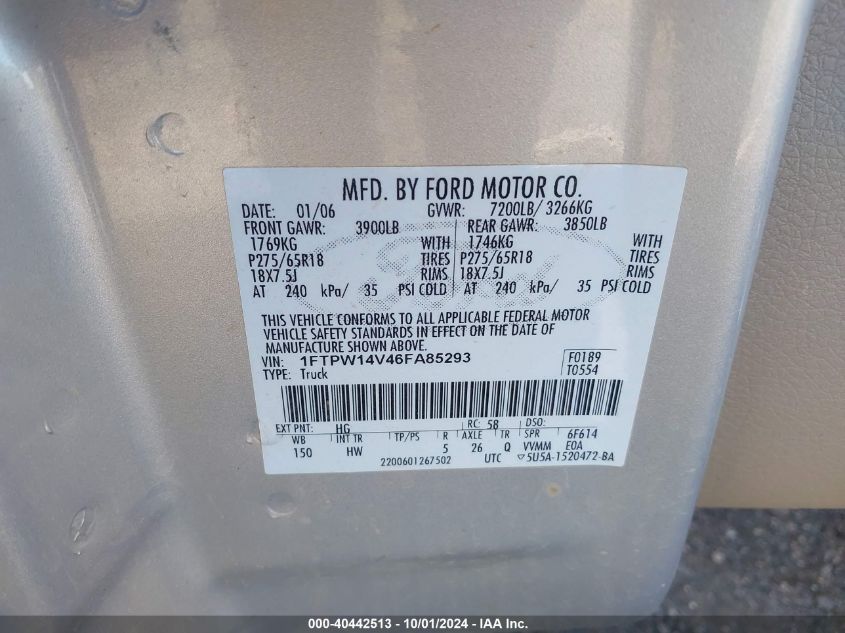 MFD. BY FORD MOTOR CO.
DATE: 01/06 GVWR: 7200LB/ 3266KG
FRONT GAWR: 3900LB REAR GAWR: 3850LB
1769KG WITH 1746KG WITH
P275/65R18 TIRES P275/65R18 TIRES
18X7.5J RIMS 18X7.5J RIMS
AT 240 kPa/ 35 PSI COLD AT 240 kPa/ 35 PSI COLD
THIS VEHICLE CONFORMS TO ALL APPLICABLE FEDERAL MOTOR
VEHICLE SAFETY STANDARDS IN EFFECT ON THE DATE OF
MANUFACTURE SHOWN ABOVE.
VIN: 1FTPW14V46FA85293 F0189
TYPE: Truck T0554
EXT PNT: HG RC: 58 DSO:
WB INT TR TP/PS R AXLE TR SPR 6F614
150 HW 5 26 Q VVMM EOA
2200601267502 UTC ▽5U5A-1520472-BA
Ford
000-40442513 - 10/01/2024 - IAA Inc.